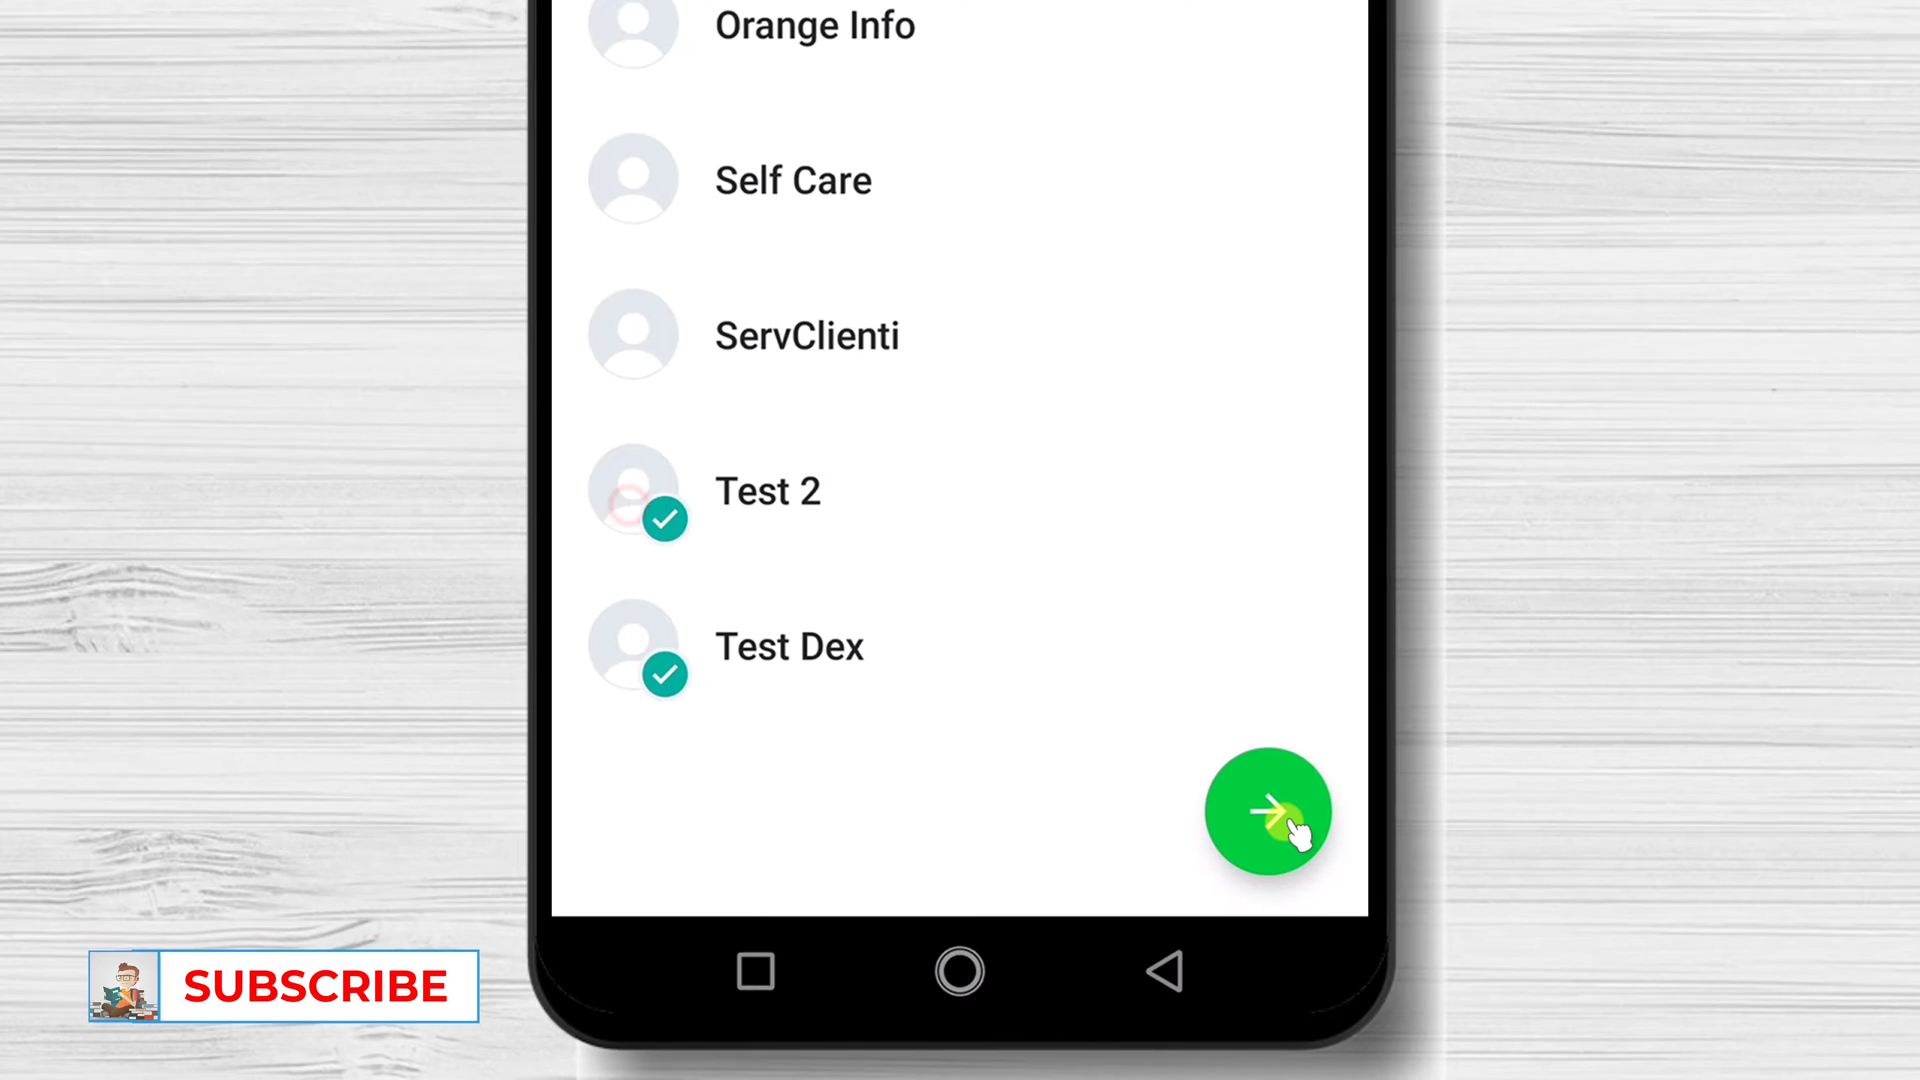 Orange Info
Self Care
ServClienti
Test 2
Test Dex
SUBSCRIBE